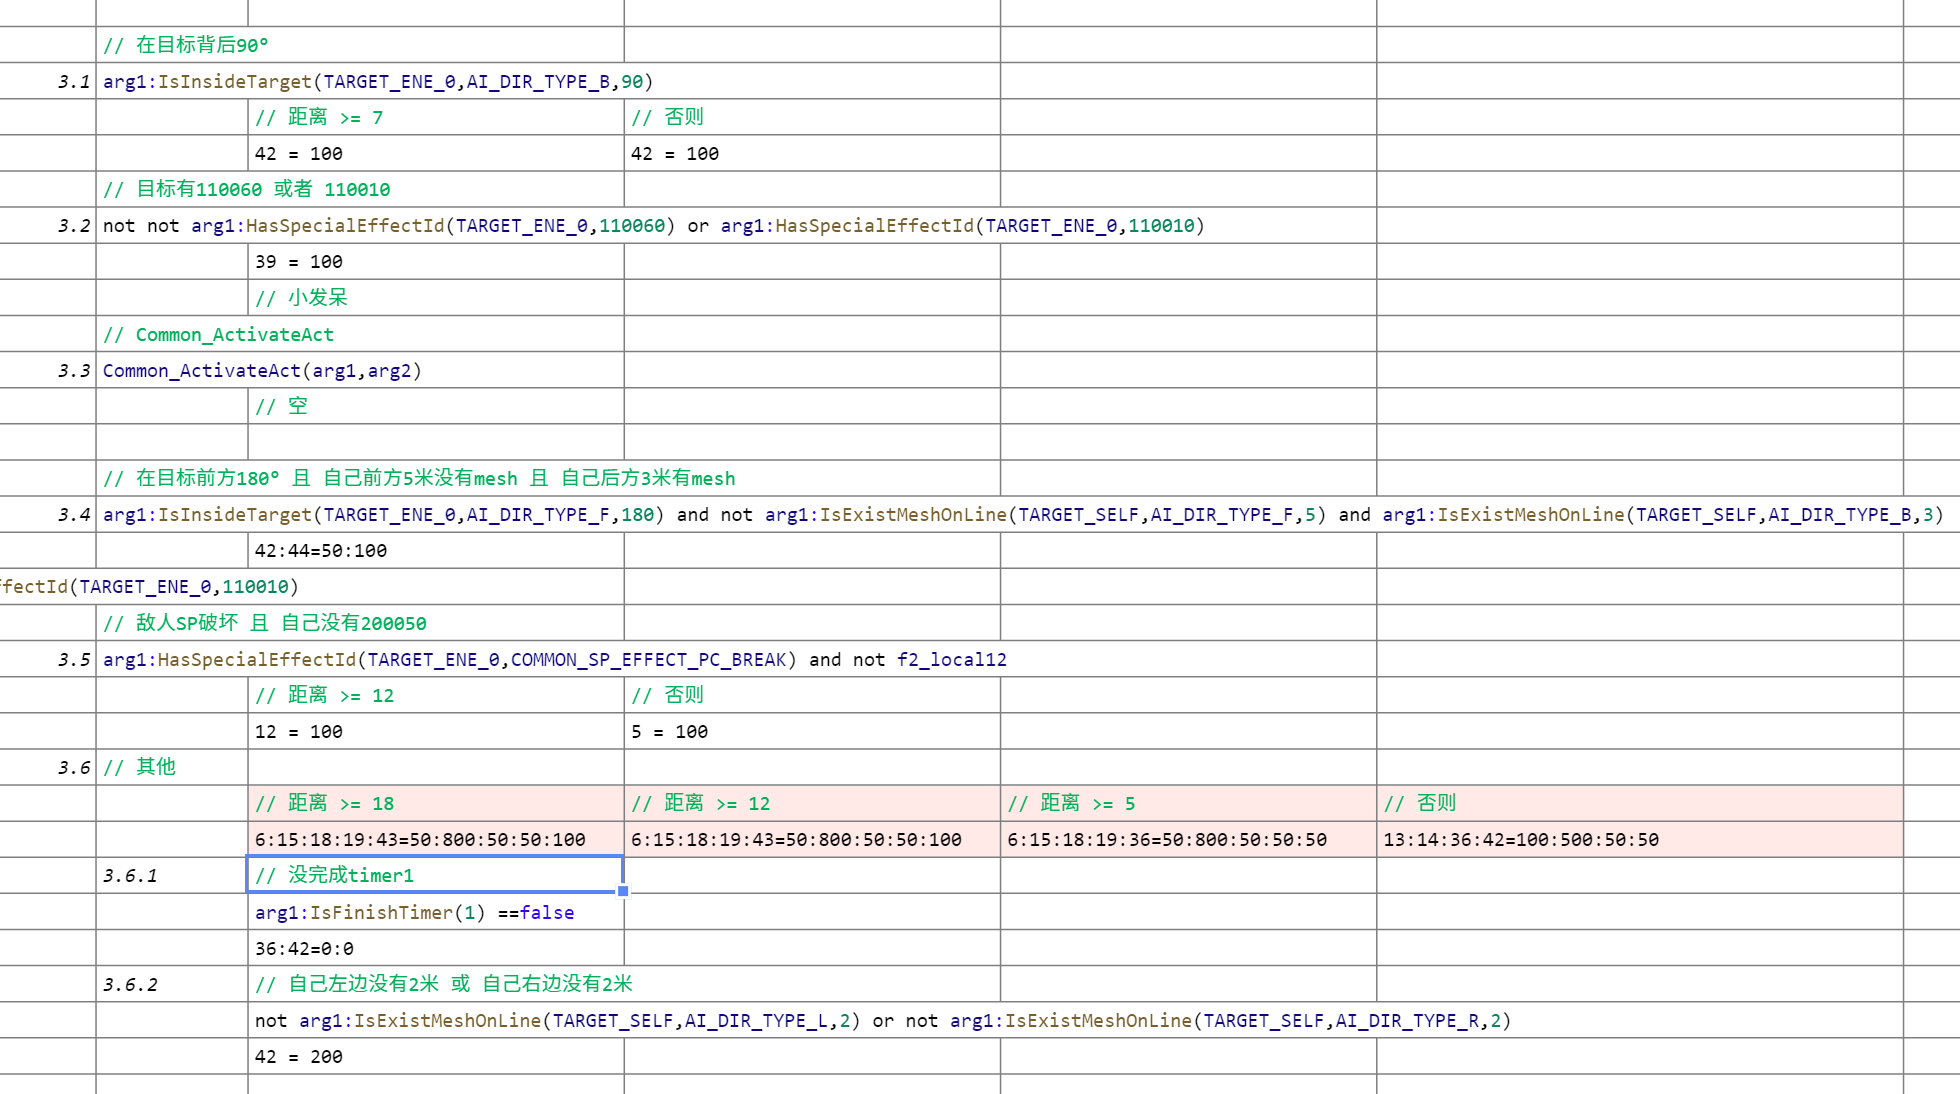 // 在目标背后90°
3.1 arg1:IsInsideTarget(TARGET_ENE_0,AI_DIR_TYPE_B,90)
// 距离 >= 7 // 否则
42 = 100 42 = 100
// 目标有110060 或者 110010
3.2 not not arg1:HasSpecialEffectId(TARGET_ENE_0,110060) or arg1:HasSpecialEffectId(TARGET_ENE_0,110010)
39 = 100
// 小发呆
// Common_ActivateAct
3.3 Common_ActivateAct(arg1,arg2)
// 空
// 在目标前方180° 且 自己前方5米没有mesh 且 自己后方3米有mesh
3.4 arg1:IsInsideTarget(TARGET_ENE_0,AI_DIR_TYPE_F,180) and not arg1:IsExistMeshOnLine(TARGET_SELF,AI_DIR_TYPE_F,5) and arg1:IsExistMeshOnLine(TARGET_SELF,AI_DIR_TYPE_B,3)
42:44=50:100
fectId(TARGET_ENE_0,110010)
// 敌人SP破坏 且 自己没有200050
3.5 arg1:HasSpecialEffectId(TARGET_ENE_0,COMMON_SP_EFFECT_PC_BREAK) and not f2_local12
// 距离 >= 12 // 否则
12 = 100 5 = 100
3.6 // 其他
// 距离 >= 18 // 距离 >= 12 // 距离 >= 5 // 否则
6:15:18:19:43=50:800:50:50:100 6:15:18:19:43=50:800:50:50:100 6:15:18:19:36=50:800:50:50:50 13:14:36:42=100:500:50:50
3.6.1 // 没完成timer1
arg1:IsFinishTimer(1) ==false
36:42=0:0
3.6.2 // 自己左边没有2米 或 自己右边没有2米
not arg1:IsExistMeshOnLine(TARGET_SELF,AI_DIR_TYPE_L,2) or not arg1:IsExistMeshOnLine(TARGET_SELF,AI_DIR_TYPE_R,2)
42 = 200